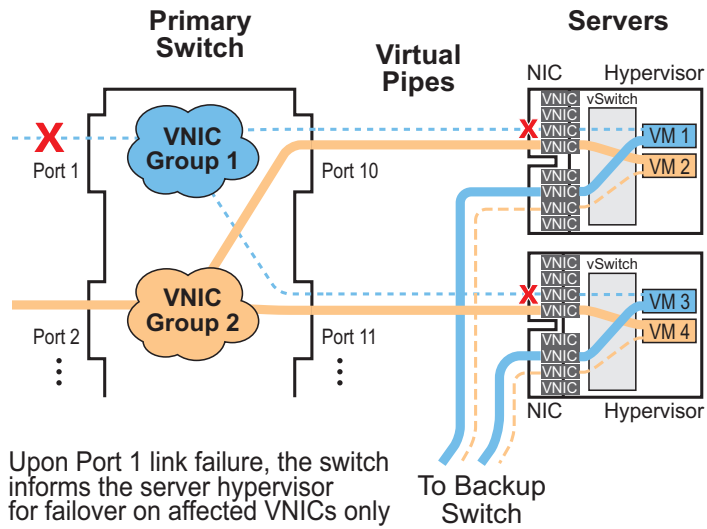 Primary
Switch
Virtual
Pipes
Servers
NIC
Hypervisor
VNIC
VNIC
VNIC
VNIC
vSwitch
VM 1
VM 2
VNIC
VNIC
VNIC
VNIC
VNIC
Group 1
X
Port 1
Port 10
X
VNIC
Group 2
Port 2
Port 11
VNIC
VNIC
VNIC
VNIC
vSwitch
X
VM 3
VM 4
VNIC
VNIC
VNIC
VNIC
NIC
Hypervisor
Upon Port 1 link failure, the switch
informs the server hypervisor
for failover on affected VNICs only
To Backup
Switch